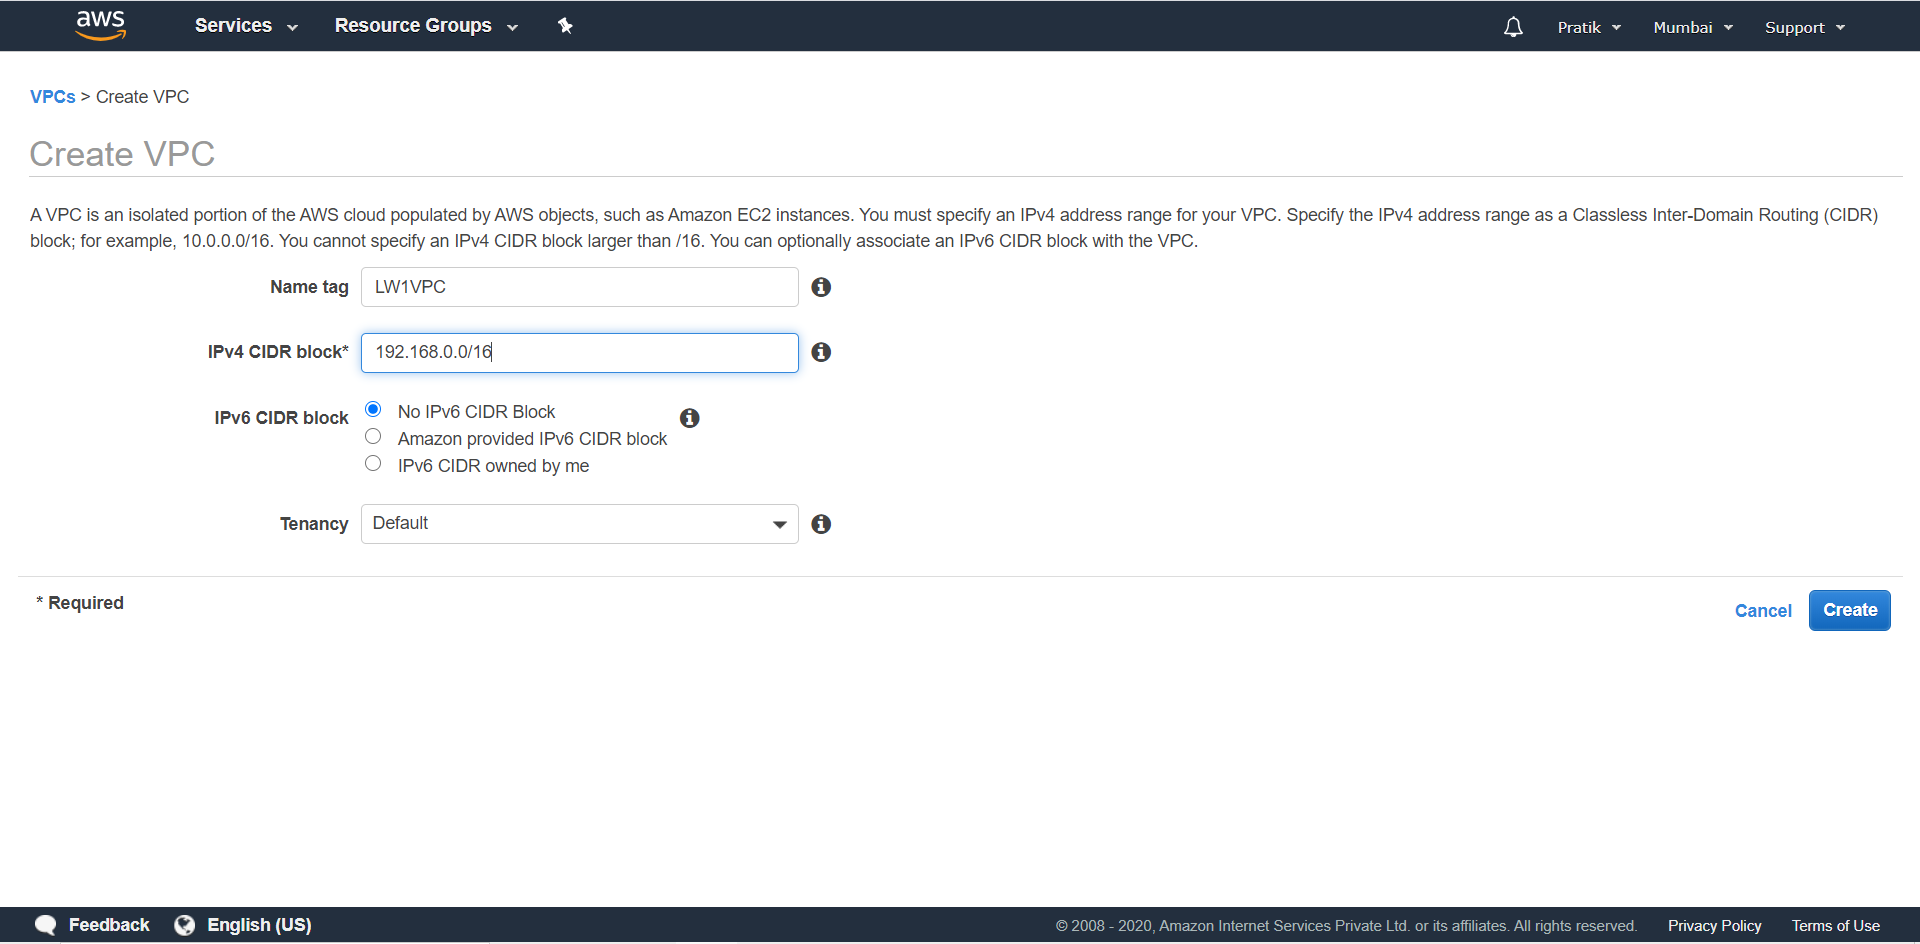 aws Services Resource Groups Pratik Mumbai Support
VPCs > Create VPC
Create VPC
A VPC is an isolated portion of the AWS cloud populated by AWS objects, such as Amazon EC2 instances. You must specify an IPv4 address range for your VPC. Specify the IPv4 address range as a Classless Inter-Domain Routing (CIDR)
block; for example, 10.0.0.0/16. You cannot specify an IPv4 CIDR block larger than /16. You can optionally associate an IPv6 CIDR block with the VPC.
Name tag LW1VPC
IPv4 CIDR block* 192.168.0.0/16
IPv6 CIDR block No IPv6 CIDR Block
Amazon provided IPv6 CIDR block
IPv6 CIDR owned by me
Tenancy Default
* Required
Cancel Create
Feedback English (US) © 2008 - 2020, Amazon Internet Services Private Ltd. or its affiliates. All rights reserved. Privacy Policy Terms of Use